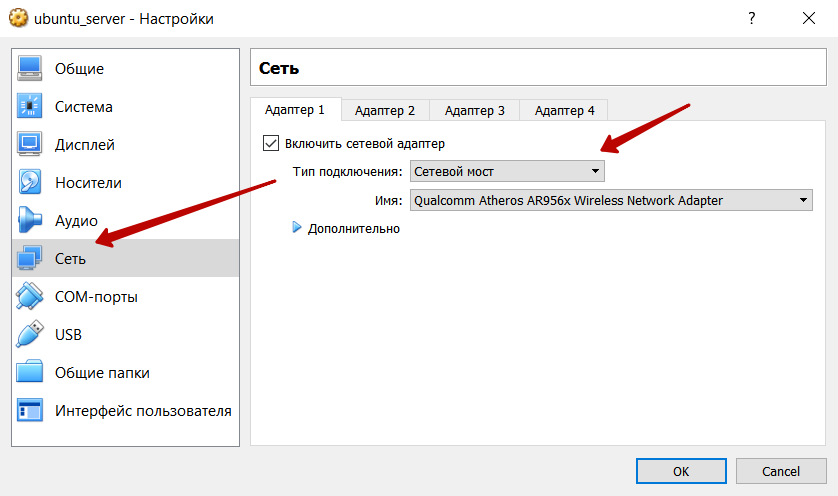 ubuntu_server - Настройки
?
Общие
Система
Дисплей
Носители
Аудио
Сеть
COM-порты
USB
Общие папки
Интерфейс пользователя
Сеть
Адаптер 1 Адаптер 2 Адаптер 3 Адаптер 4
Включить сетевой адаптер
Тип подключения: Сетевой мост
Имя: Qualcomm Atheros AR956x Wireless Network Adapter
Дополнительно
OK Cancel